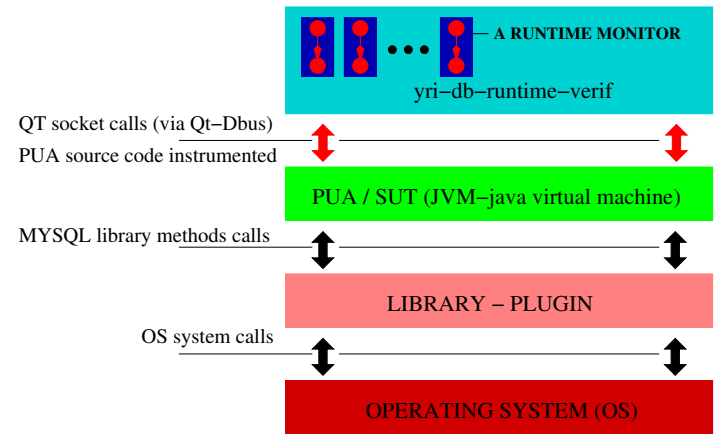 A RUNTIME MONITOR
yri-db-runtime-verif
QT socket calls (via Qt-Dbus)
PUA source code instrumented
PUA / SUT (JVM-java virtual machine)
MYSQL library methods calls
LIBRARY - PLUGIN
OS system calls
OPERATING SYSTEM (OS)